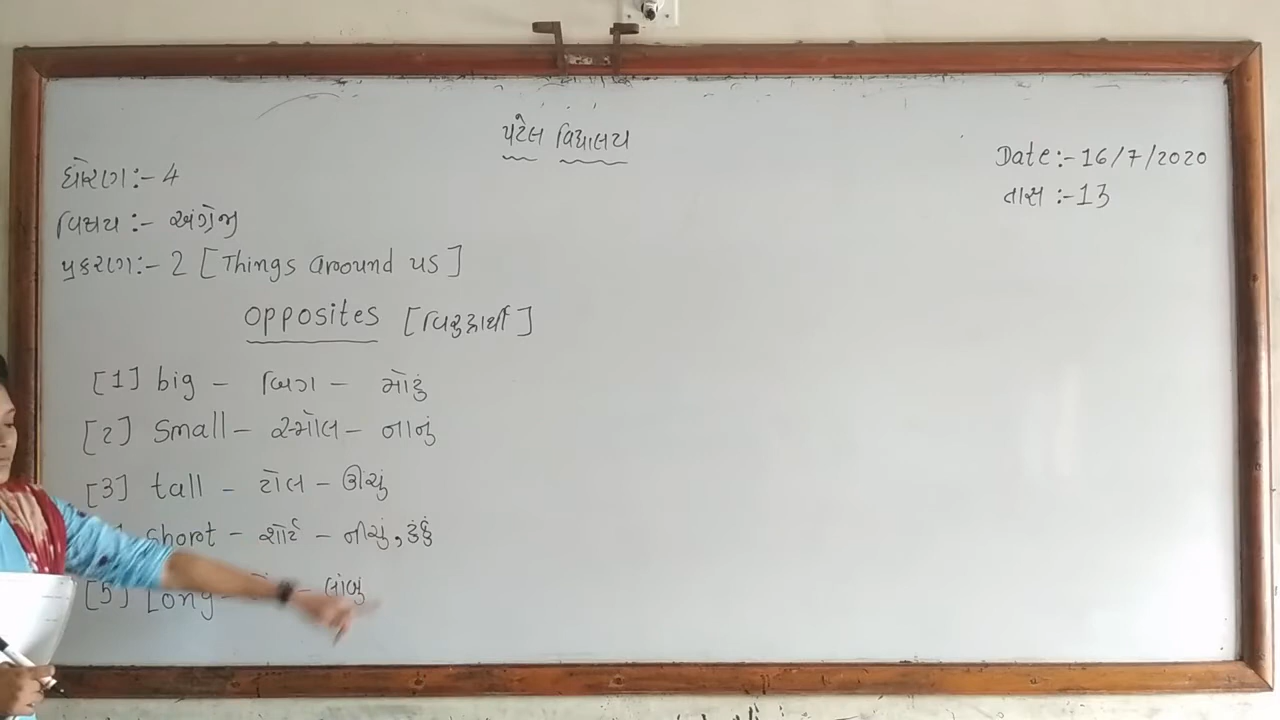 પટેલ વિદ્યાલય
Date :- 16/7/2020
ધોરણ :- 4
તાસ :- 13
વિષય :- અંગ્રેજી
પ્રકરણ :- 2 [Things around us]
opposites [વિરુદ્ધાર્થી]
[1] big - બિગ - મોટું
[2] small - સ્મોલ - નાનું
[3] tall - ટોલ - ઊંચું
short - શોર્ટ - નીચું, ટૂંકું
[5] Long - લાંબુ